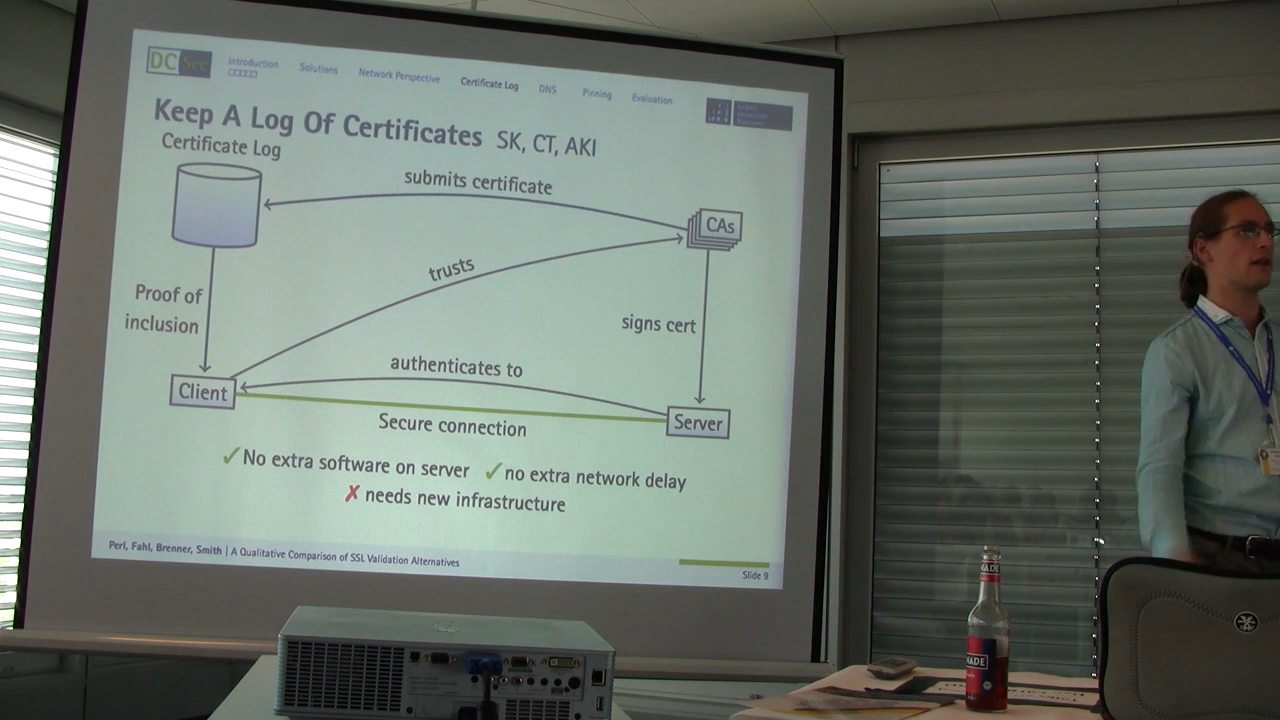 DC Sec
Introduction Solutions Network Perspective Certificate Log DNS Pinning Evaluation
Keep A Log Of Certificates SK, CT, AKI
Certificate Log
submits certificate
CAs
trusts
Proof of
inclusion
signs cert
authenticates to
Client
Server
Secure connection
✓ No extra software on server ✓ no extra network delay
✗ needs new infrastructure
Perl, Fahl, Brenner, Smith | A Qualitative Comparison of SSL Validation Alternatives
Slide 9